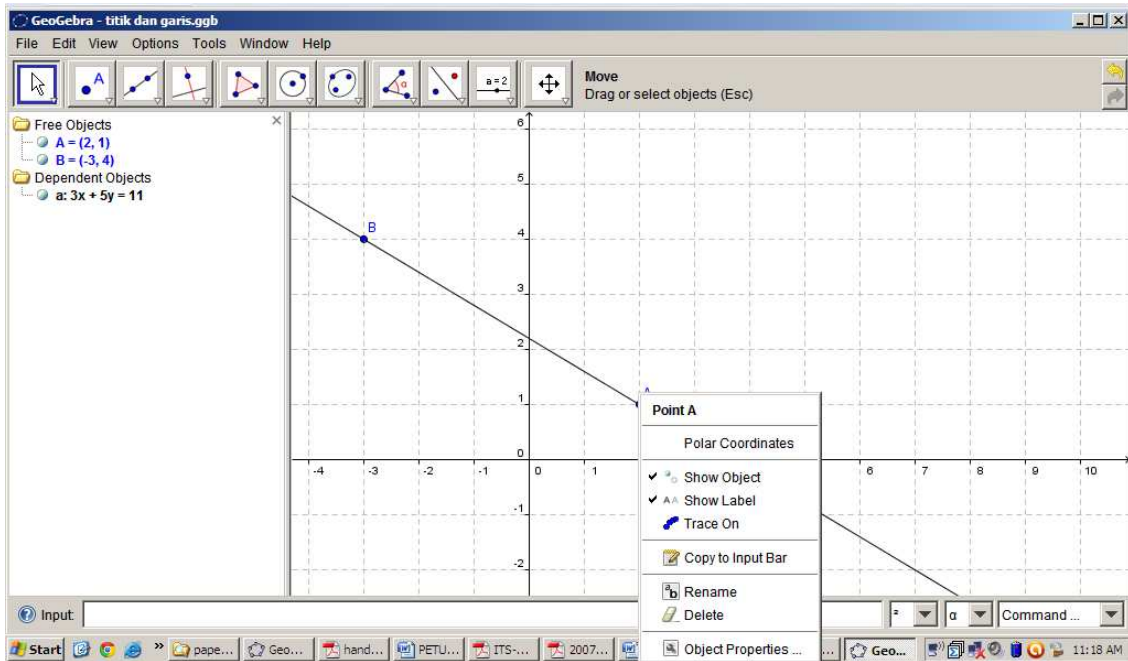 GeoGebra - titik dan garis.ggb
File Edit View Options Tools Window Help
A
α
a=2
Move
Drag or select objects (Esc)
Free Objects
A = (2, 1)
B = (-3, 4)
Dependent Objects
a: 3x + 5y = 11
6
5
B
4
3
2
A
1
0
-4 -3 -2 -1 0 1 6 7 8 9 10
-1
-2
Point A
Polar Coordinates
Show Object
AA Show Label
Trace On
Copy to Input Bar
ab Rename
Delete
Object Properties ...
Input:
α
Command ...
Start » pape... Geo... hand... PETU... ITS-... 2007... ... Geo... 11:18 AM